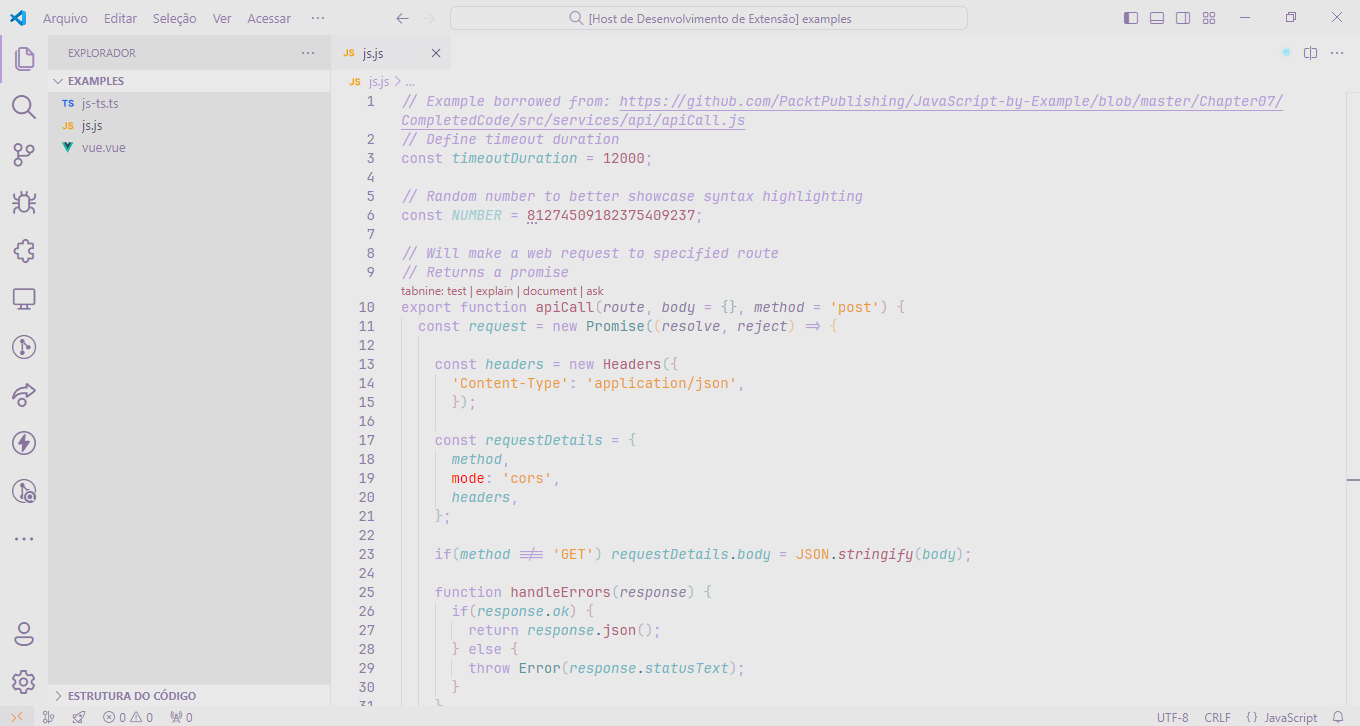 Arquivo Editar Seleção Ver Acessar ··· [Host de Desenvolvimento de Extensão] examples
EXPLORADOR ···
EXAMPLES
TS js-ts.ts
JS js.js
vue.vue
ESTRUTURA DO CÓDIGO
JS js.js
JS js.js > ...
1 // Example borrowed from: https://github.com/PacktPublishing/JavaScript-by-Example/blob/master/Chapter07/
CompletedCode/src/services/api/apiCall.js
2 // Define timeout duration
3 const timeoutDuration = 12000;
4
5 // Random number to better showcase syntax highlighting
6 const NUMBER = 81274509182375409237;
7
8 // Will make a web request to specified route
9 // Returns a promise
tabnine: test | explain | document | ask
10 export function apiCall(route, body = {}, method = 'post') {
11 const request = new Promise((resolve, reject) => {
12
13 const headers = new Headers({
14 'Content-Type': 'application/json',
15 });
16
17 const requestDetails = {
18 method,
19 mode: 'cors',
20 headers,
21 };
22
23 if(method !== 'GET') requestDetails.body = JSON.stringify(body);
24
25 function handleErrors(response) {
26 if(response.ok) {
27 return response.json();
28 } else {
29 throw Error(response.statusText);
30 }
31 }
0 0 0 UTF-8 CRLF {} JavaScript